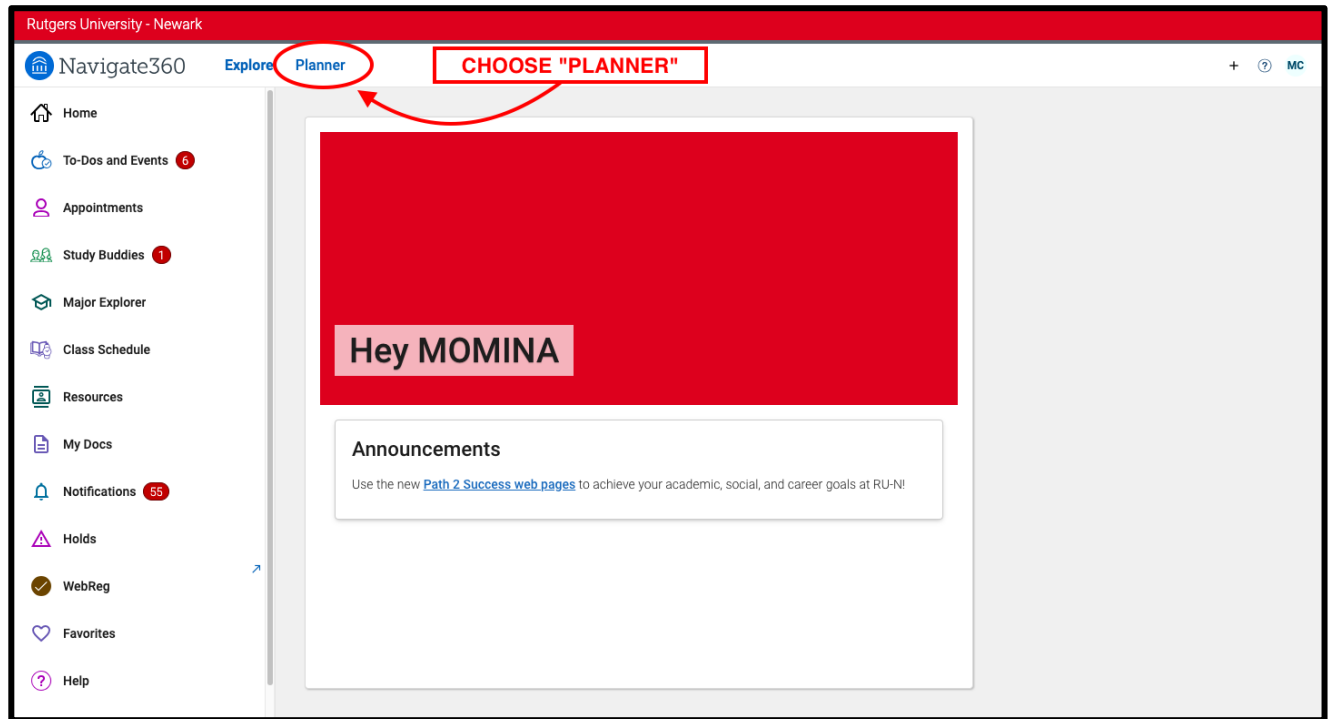 Rutgers University - Newark
Navigate360 Explore Planner CHOOSE "PLANNER" + ? MC
Home
To-Dos and Events 6
Appointments
Study Buddies 1
Major Explorer
Class Schedule
Resources
My Docs
Notifications 55
Holds
WebReg
Favorites
? Help
Hey MOMINA
Announcements
Use the new Path 2 Success web pages to achieve your academic, social, and career goals at RU-N!